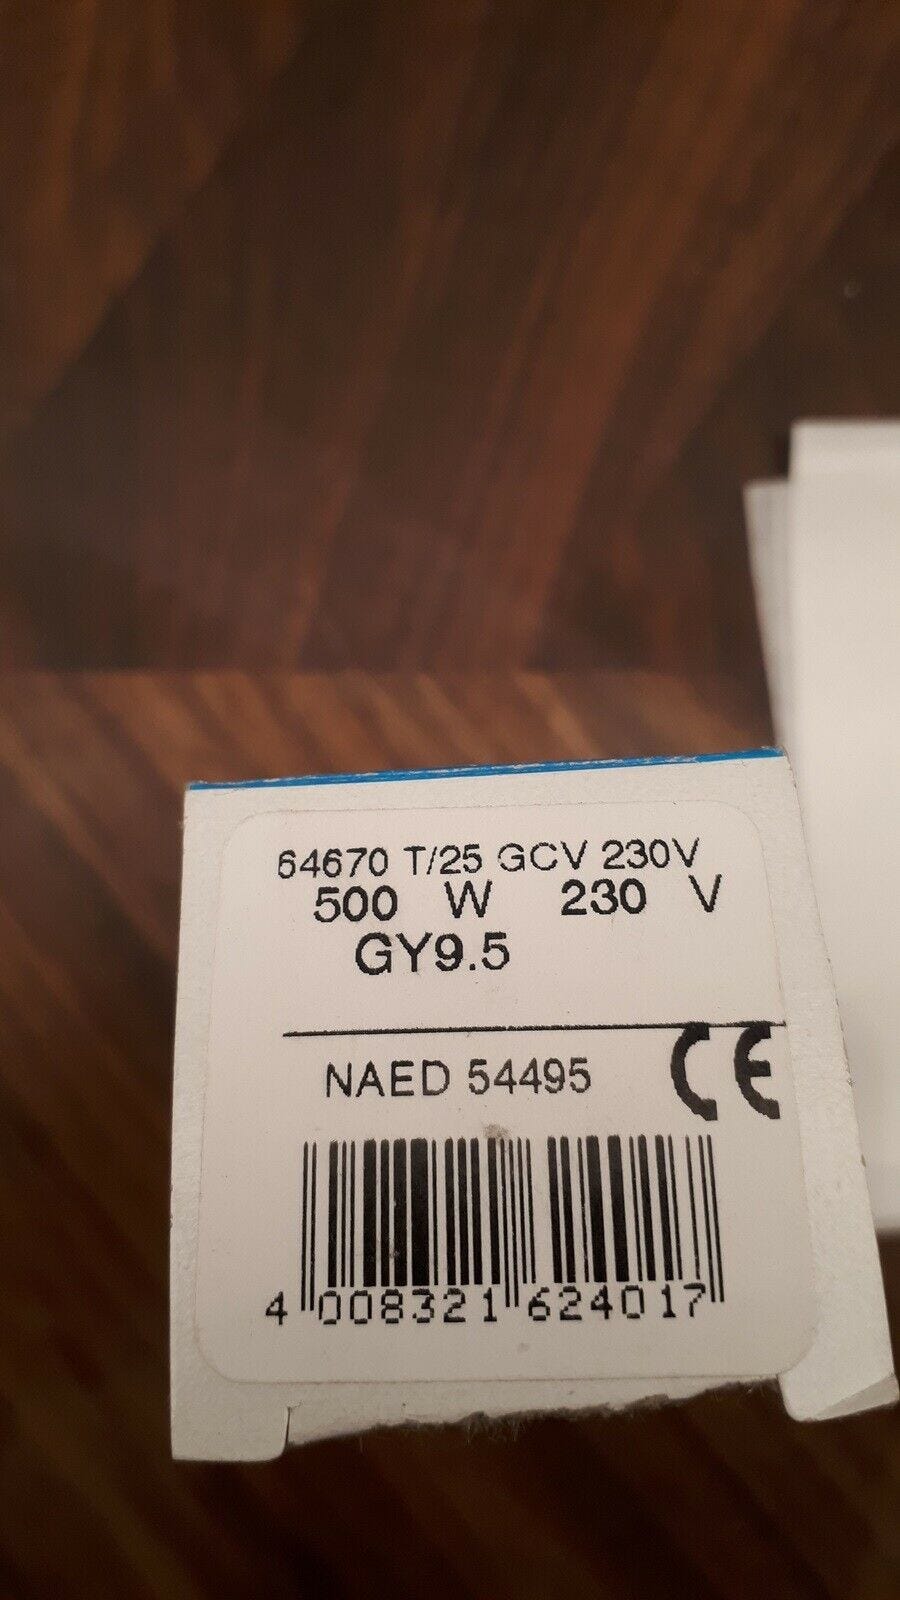 64670 T/25 GCV 230V
500 W 230 V
GY9.5
NAED 54495 CE
4 008321 624017